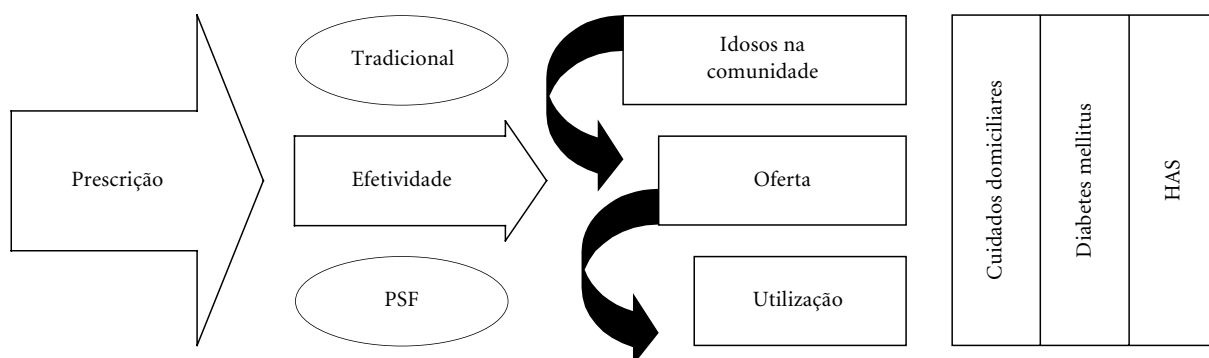 Prescrição
Tradicional
Efetividade
PSF
Idosos na
comunidade
Oferta
Utilização
Cuidados domiciliares
Diabetes mellitus
HAS